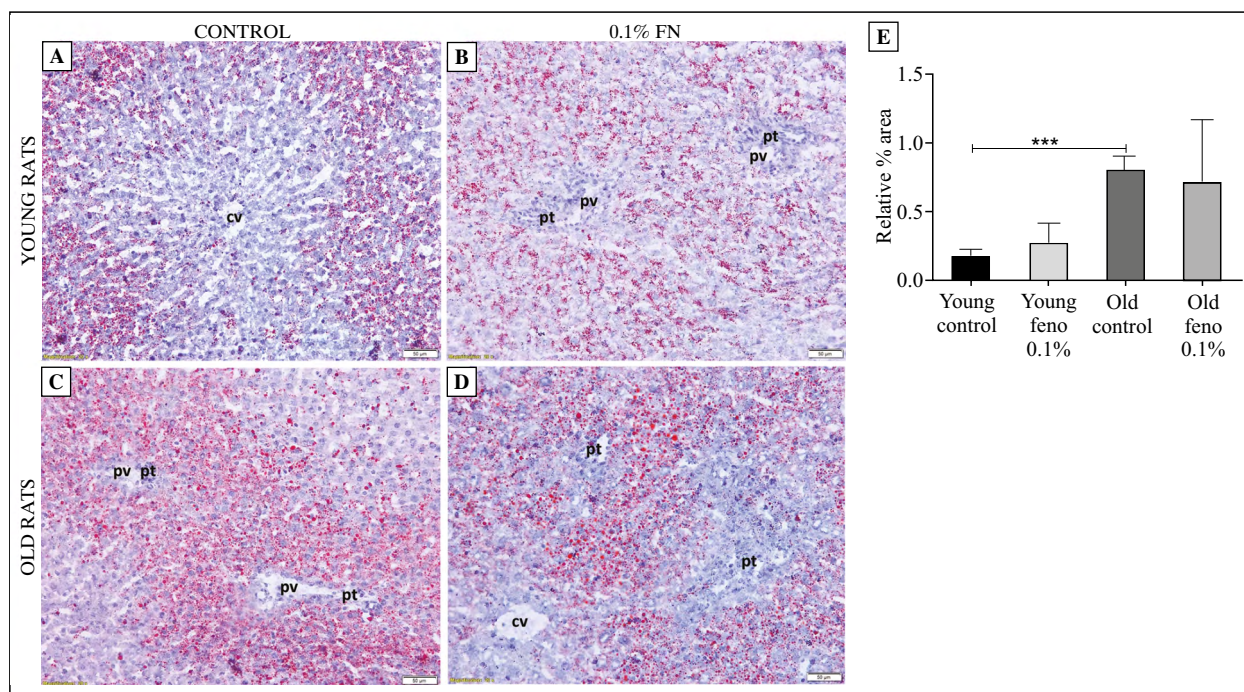 CONTROL
0.1% FN
YOUNG RATS
OLD RATS
A
cv
50 µm
B
pt
pv
pv
pt
50 µm
C
pv pt
pv
pt
50 µm
D
pt
pt
cv
50 µm
E
Relative % area
1.5
1.0
0.5
0.0
***
Young
control
Young
feno
0.1%
Old
control
Old
feno
0.1%